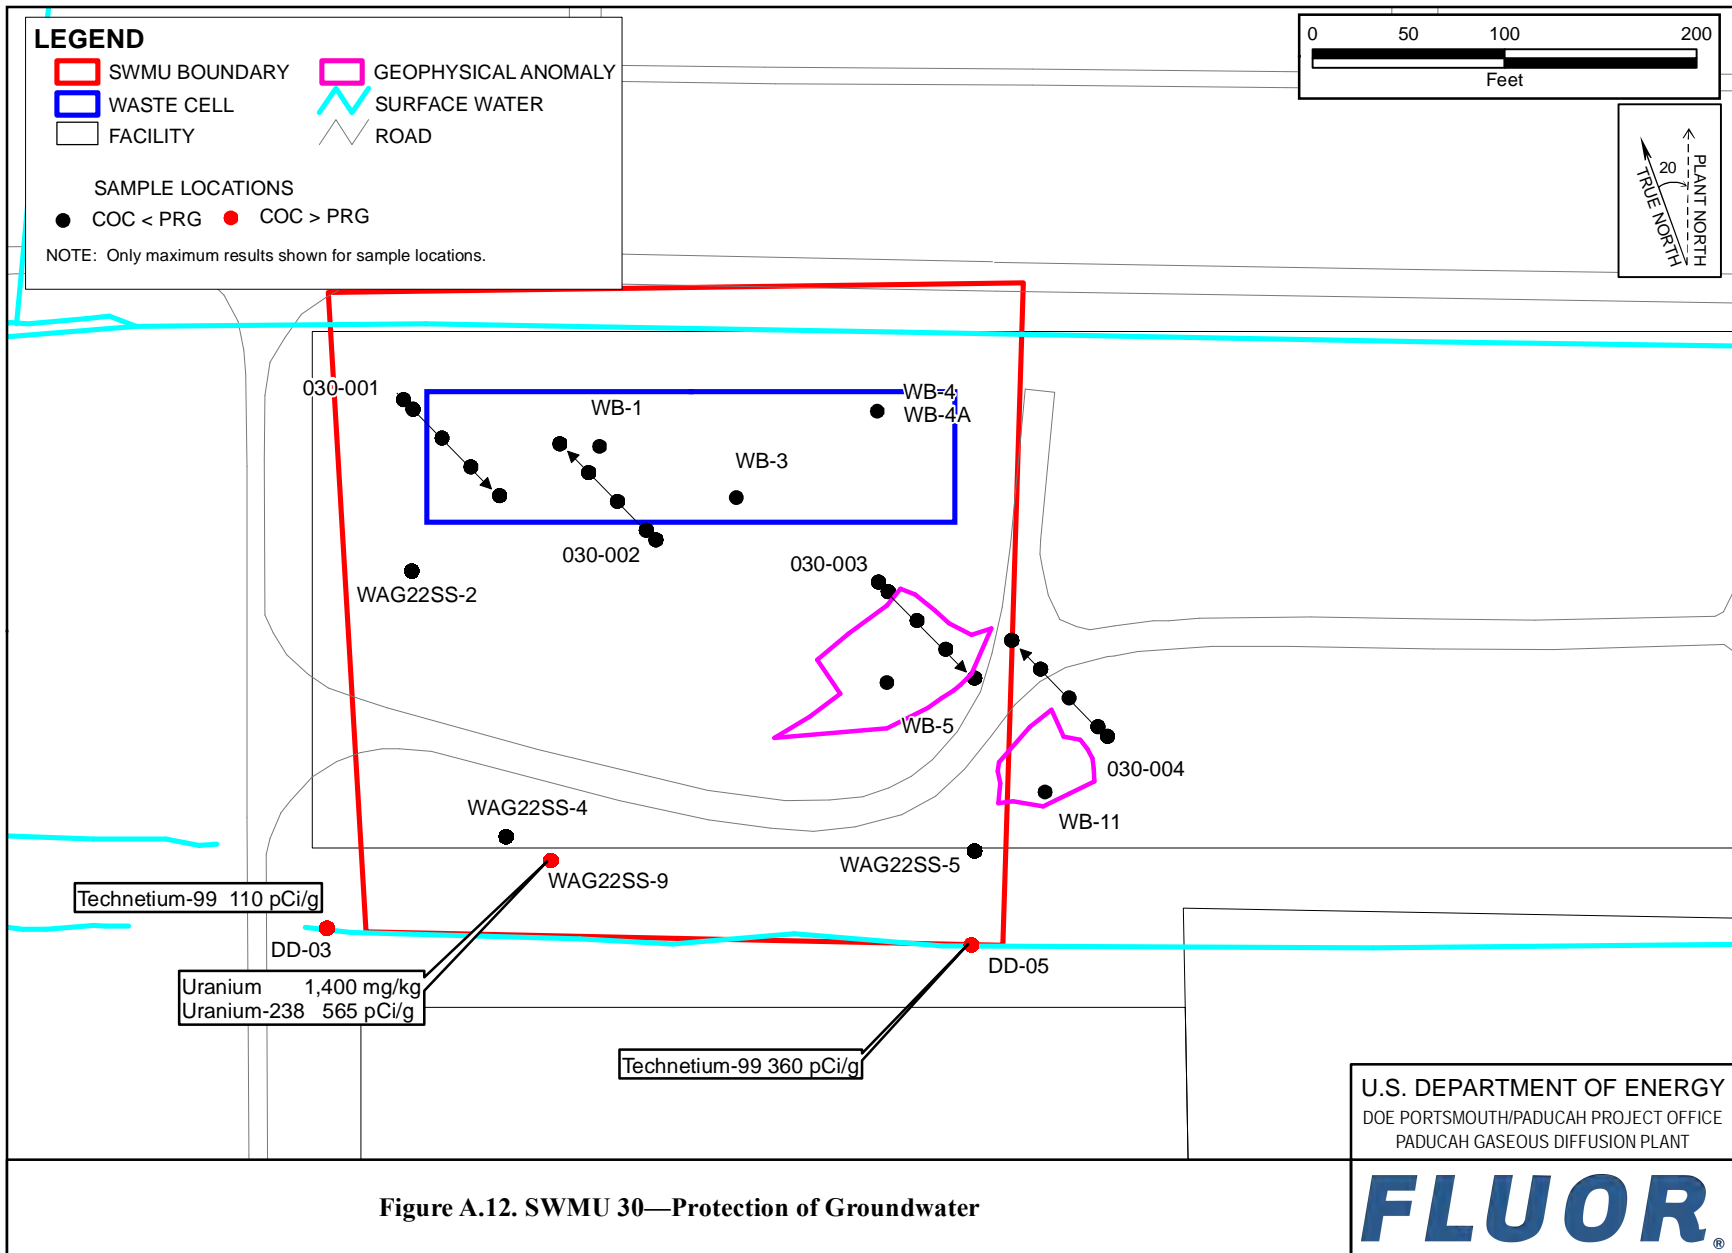 LEGEND
SWMU BOUNDARY
GEOPHYSICAL ANOMALY
WASTE CELL
SURFACE WATER
FACILITY
ROAD
SAMPLE LOCATIONS
COC < PRG
COC > PRG
NOTE: Only maximum results shown for sample locations.
0 50 100 200
Feet
20
TRUE NORTH
PLANT NORTH
030-001
WB-1
WB-4
WB-4A
WB-3
030-002
030-003
WAG22SS-2
WB-5
030-004
WAG22SS-4
WB-11
WAG22SS-5
WAG22SS-9
Technetium-99 110 pCi/g
DD-03
DD-05
Uranium 1,400 mg/kg
Uranium-238 565 pCi/g
Technetium-99 360 pCi/g
U.S. DEPARTMENT OF ENERGY
DOE PORTSMOUTH/PADUCAH PROJECT OFFICE
PADUCAH GASEOUS DIFFUSION PLANT
Figure A.12. SWMU 30—Protection of Groundwater
FLUOR®